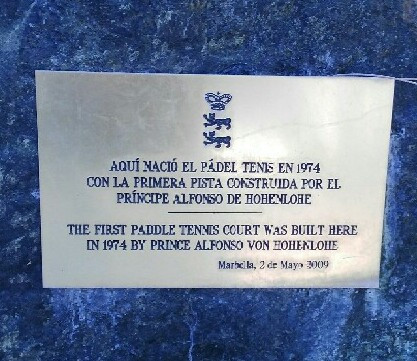 AQUÍ NACIÓ EL PÁDEL TENIS EN 1974
CON LA PRIMERA PISTA CONSTRUIDA POR EL
PRÍNCIPE ALFONSO DE HOHENLOHE
THE FIRST PADDLE TENNIS COURT WAS BUILT HERE
IN 1974 BY PRINCE ALFONSO VON HOHENLOHE
Marbella, 2 de Mayo 2009